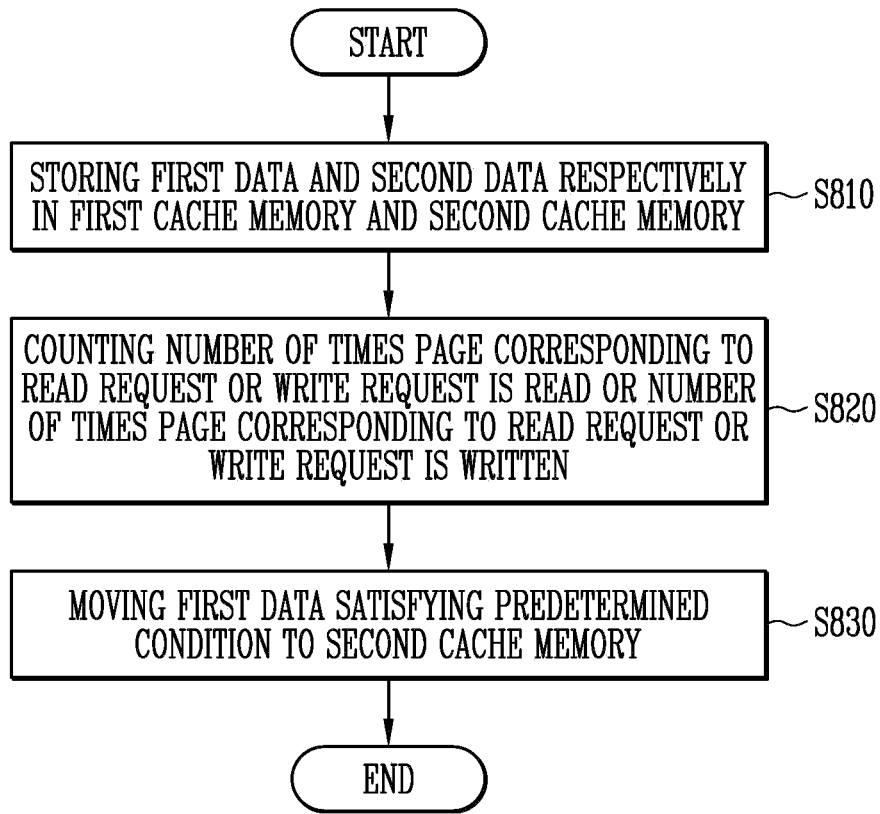 START
STORING FIRST DATA AND SECOND DATA RESPECTIVELY
IN FIRST CACHE MEMORY AND SECOND CACHE MEMORY
S810
COUNTING NUMBER OF TIMES PAGE CORRESPONDING TO
READ REQUEST OR WRITE REQUEST IS READ OR NUMBER
OF TIMES PAGE CORRESPONDING TO READ REQUEST OR
WRITE REQUEST IS WRITTEN
S820
MOVING FIRST DATA SATISFYING PREDETERMINED
CONDITION TO SECOND CACHE MEMORY
S830
END